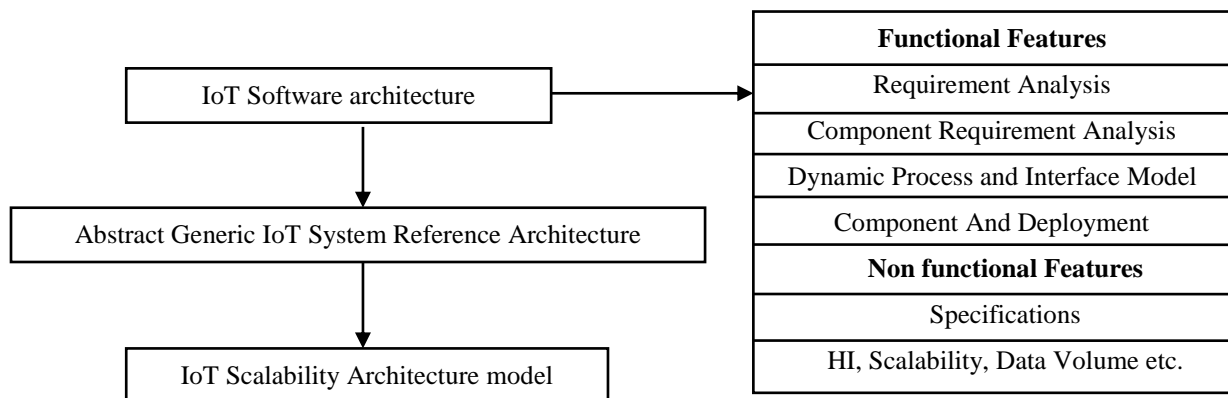 IoT Software architecture
Abstract Generic IoT System Reference Architecture
IoT Scalability Architecture model
Functional Features
Requirement Analysis
Component Requirement Analysis
Dynamic Process and Interface Model
Component And Deployment
Non functional Features
Specifications
HI, Scalability, Data Volume etc.